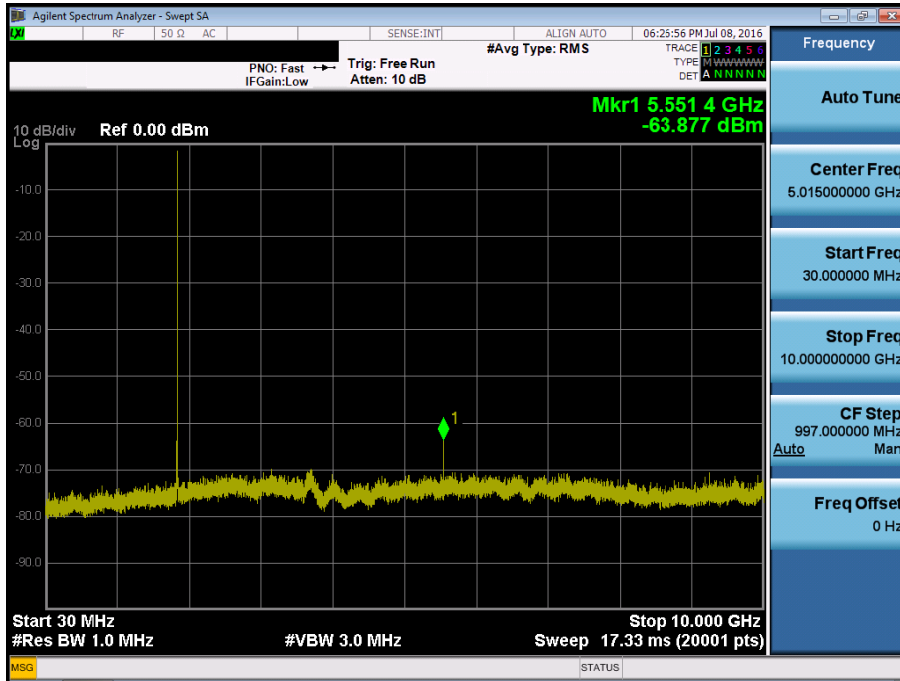 Agilent Spectrum Analyzer - Swept SA
LXI RF 50 Ω AC SENSE:INT ALIGN AUTO 06:25:56 PM Jul 08, 2016
Frequency
#Avg Type: RMS
TRACE 1 2 3 4 5 6
PNO: Fast Trig: Free Run
TYPE M WWWWW
IFGain:Low Atten: 10 dB
DET A N N N N N
Auto Tune
Mkr1 5.551 4 GHz
10 dB/div Ref 0.00 dBm
-63.877 dBm
Log
Center Freq
5.015000000 GHz
-10.0
-20.0
Start Freq
30.000000 MHz
-30.0
-40.0
Stop Freq
10.000000000 GHz
-50.0
-60.0
1
CF Step
997.000000 MHz
Auto Man
-70.0
-80.0
Freq Offset
0 Hz
-90.0
Start 30 MHz
Stop 10.000 GHz
#Res BW 1.0 MHz
#VBW 3.0 MHz
Sweep 17.33 ms (20001 pts)
MSG
STATUS